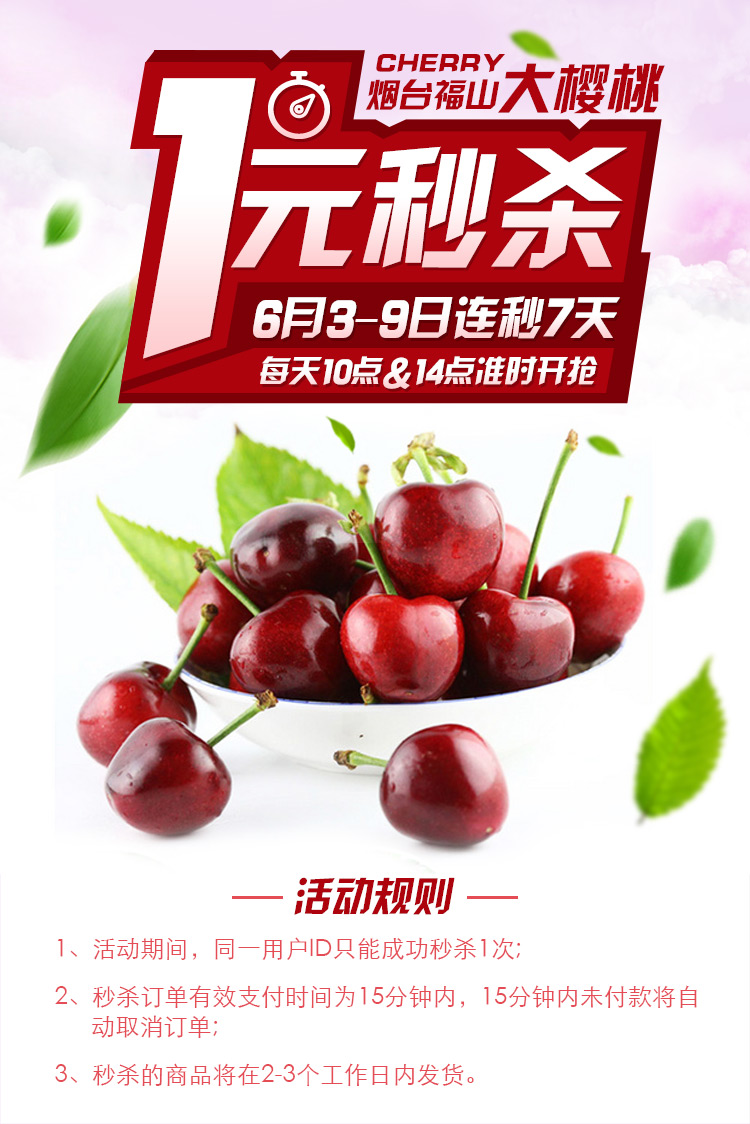 CHERRY
烟台福山大樱桃
1元秒杀
6月3-9日连秒7天
每天10点&14点准时开抢
活动规则
1、活动期间，同一用户ID只能成功秒杀1次;
2、秒杀订单有效支付时间为15分钟内，15分钟内未付款将自
动取消订单;
3、秒杀的商品将在2-3个工作日内发货。